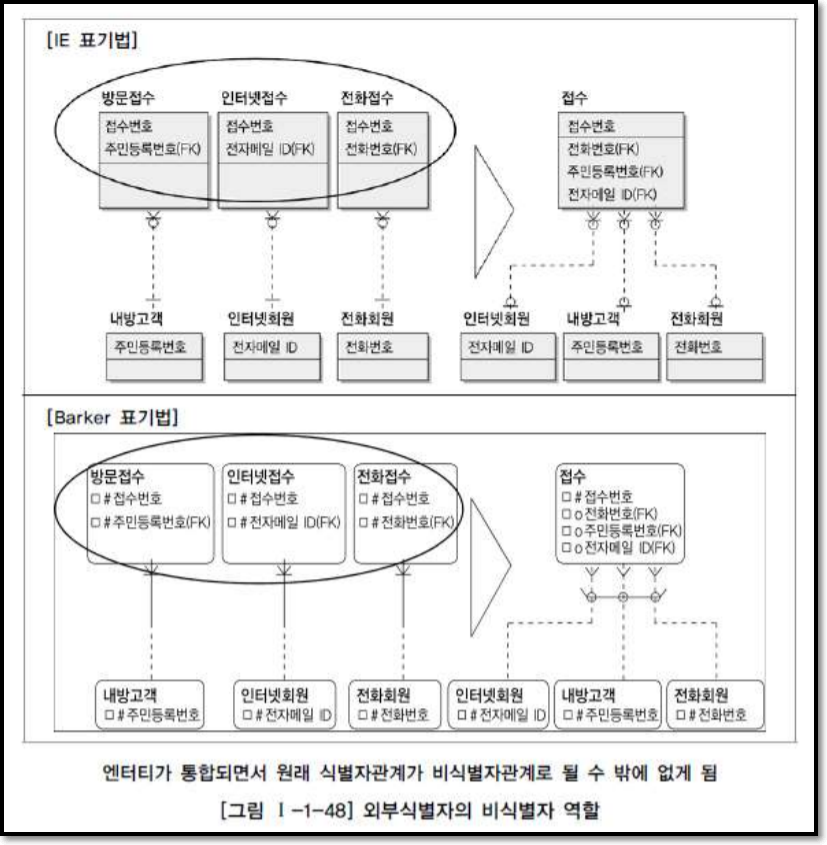 [IE 표기법]
방문접수 인터넷접수 전화접수 접수
접수번호 접수번호 접수번호 접수번호
주민등록번호(FK) 전자메일 ID(FK) 전화번호(FK) 전화번호(FK)
주민등록번호(FK)
전자메일 ID(FK)
내방고객 인터넷회원 전화회원 인터넷회원 내방고객 전화회원
주민등록번호 전자메일 ID 전화번호 전자메일 ID 주민등록번호 전화번호
[Barker 표기법]
방문접수 인터넷접수 전화접수 접수
□ #접수번호 □ #접수번호 □ #접수번호 □ #접수번호
□ #주민등록번호(FK) □ #전자메일 ID(FK) □ #전화번호(FK) □ o전화번호(FK)
□ o주민등록번호(FK)
□ o전자메일 ID(FK)
내방고객 인터넷회원 전화회원 인터넷회원 내방고객 전화회원
□ #주민등록번호 □ #전자메일 ID □ #전화번호 □ #전자메일 ID □ #주민등록번호 □ #전화번호
엔터티가 통합되면서 원래 식별자관계가 비식별자관계로 될 수 밖에 없게 됨
[그림 Ⅰ-1-48] 외부식별자의 비식별자 역할